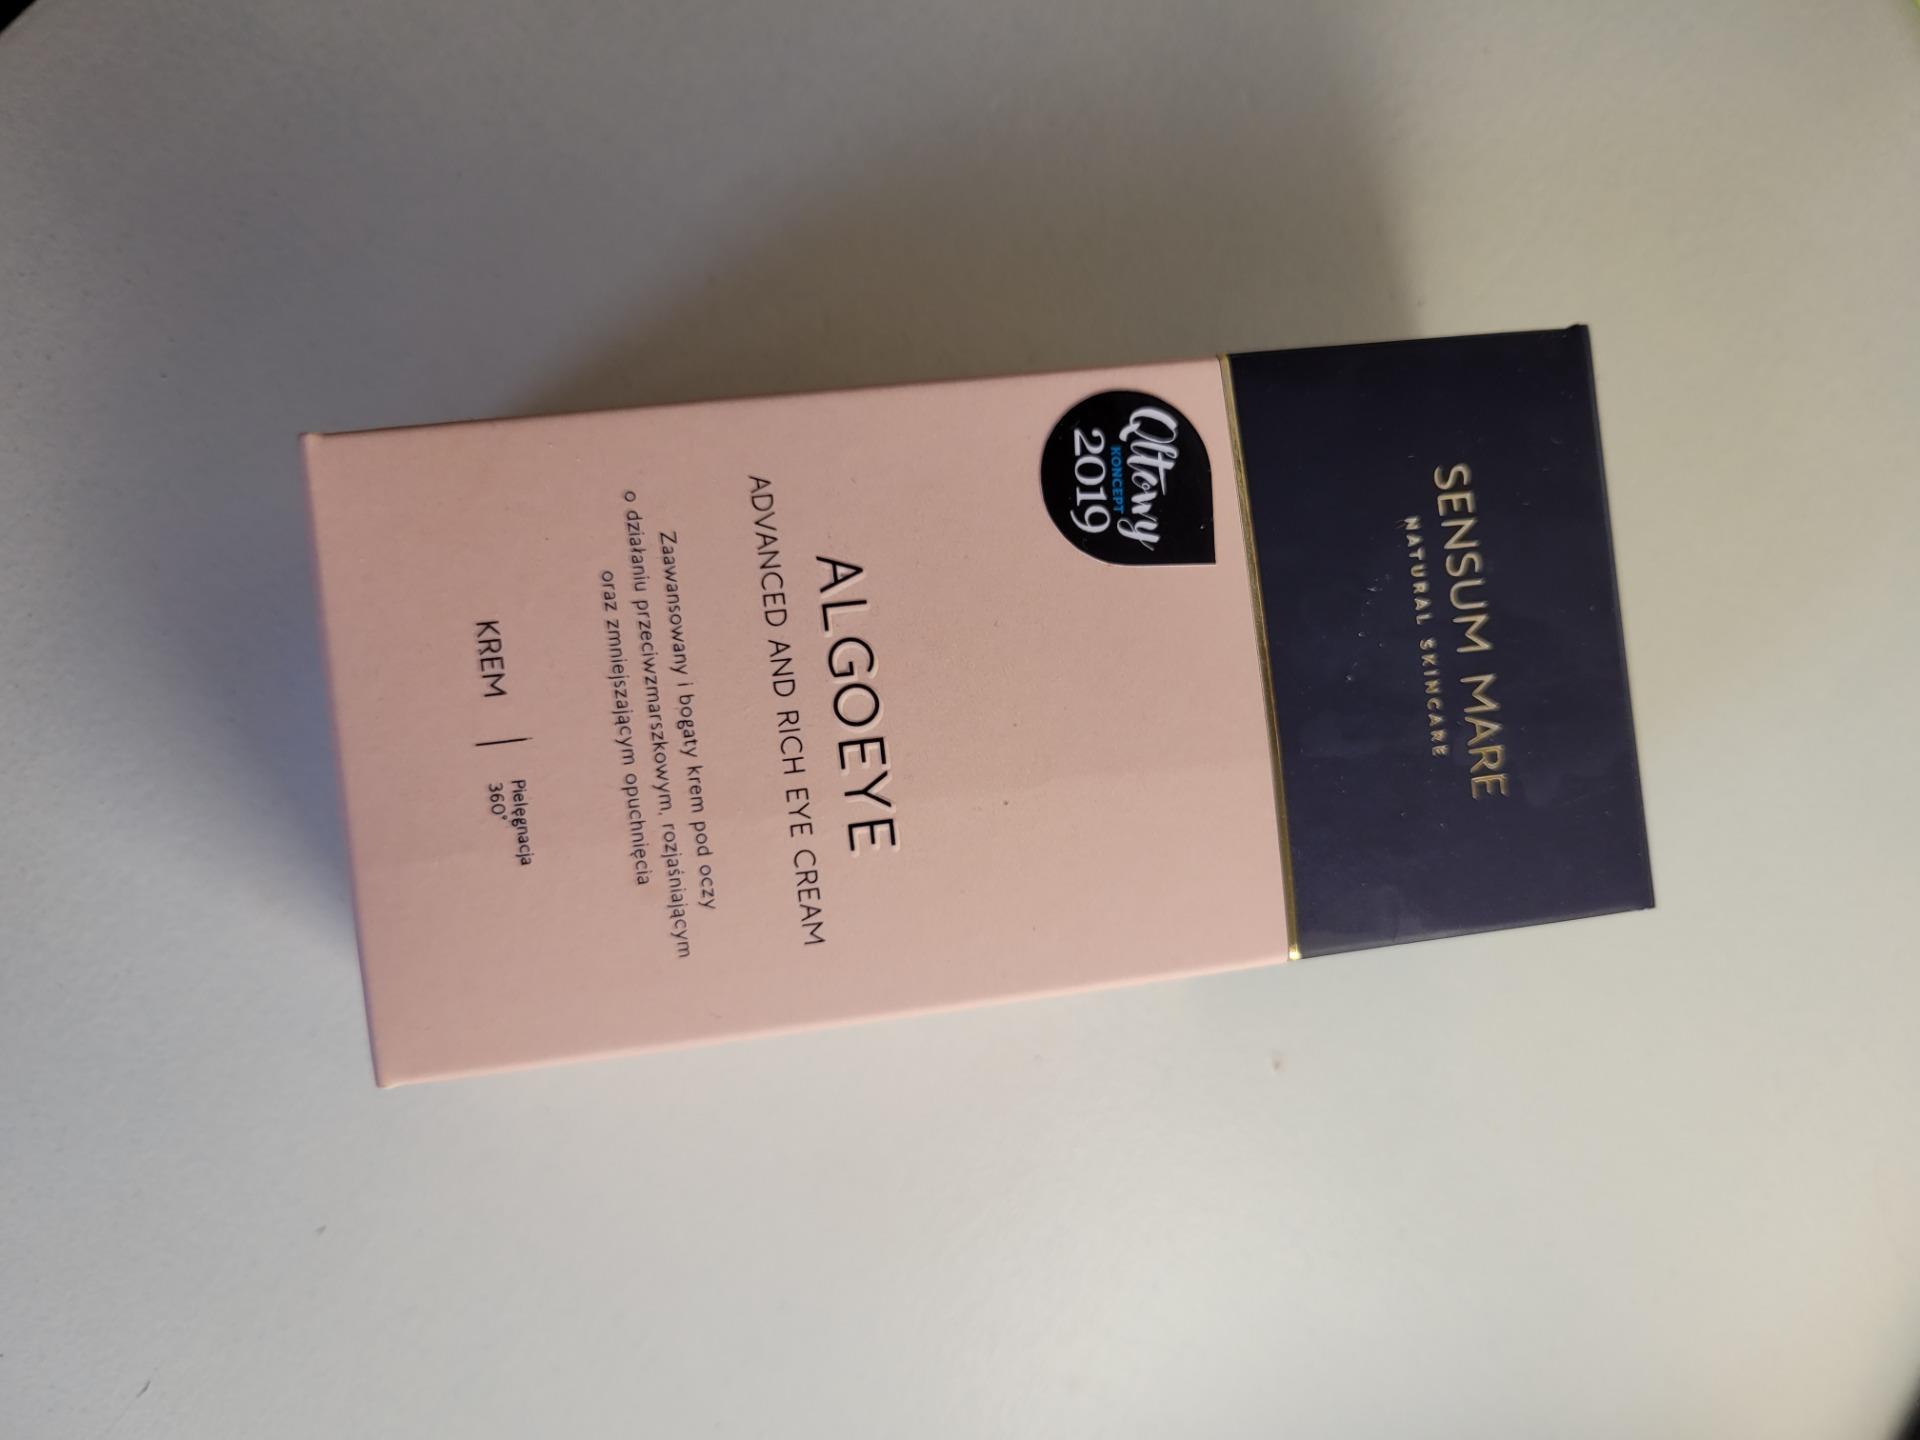 SENSUM MARE
NATURAL SKINCARE
Qltowy
KONCEPT
2019
ALGOEYE
ADVANCED AND RICH EYE CREAM
Zaawansowany i bogaty krem pod oczy
o działaniu przeciwzmarszkowym, rozjaśniającym
oraz zmniejszającym opuchnięcia
KREM | Pielęgnacja
360°